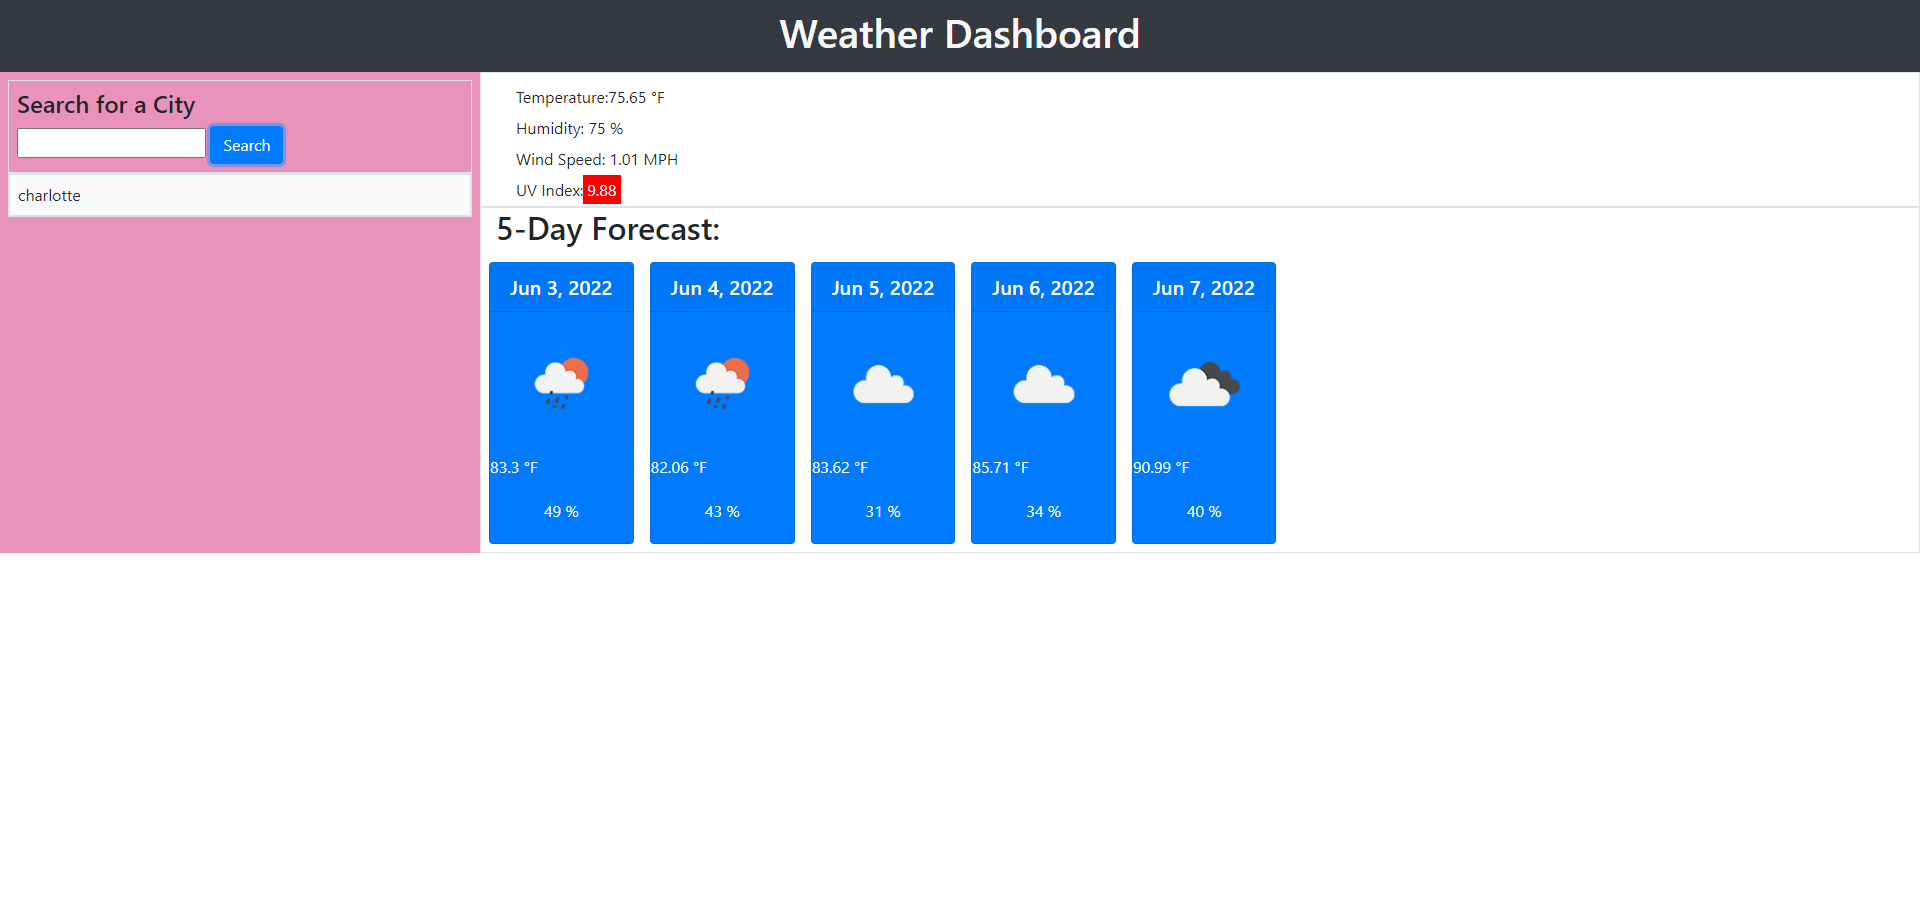 Weather Dashboard
Search for a City
Search
charlotte
Temperature:75.65 °F
Humidity: 75 %
Wind Speed: 1.01 MPH
UV Index: 9.88
5-Day Forecast:
Jun 3, 2022
83.3 °F
49 %
Jun 4, 2022
82.06 °F
43 %
Jun 5, 2022
83.62 °F
31 %
Jun 6, 2022
85.71 °F
34 %
Jun 7, 2022
90.99 °F
40 %